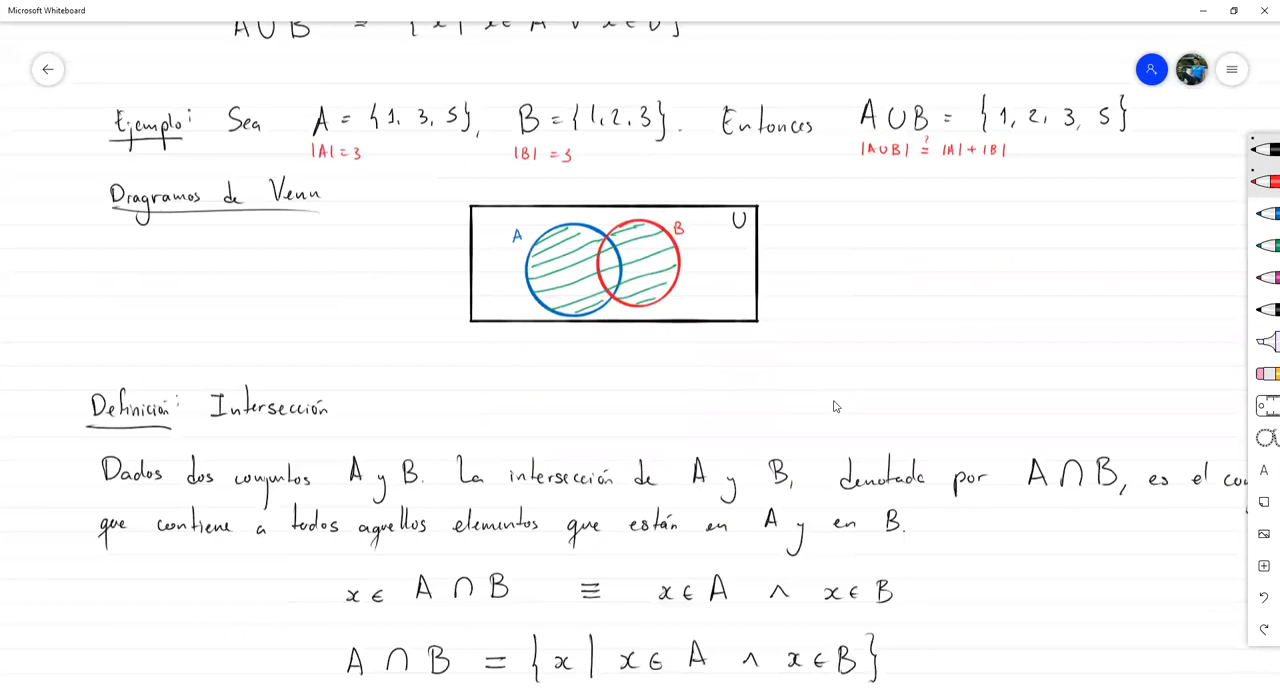 Microsoft Whiteboard
A ∪ B = { x | x ∈ A ∨ x ∈ B }
Ejemplo: Sea A = {1, 3, 5}, B = {1, 2, 3}. Entonces A ∪ B = {1, 2, 3, 5}
|A| = 3 |B| = 3 |A∪B| ≟ |A| + |B|
Diagramas de Venn
A B U
Definición: Intersección
Dados dos conjuntos A y B. La intersección de A y B, denotada por A ∩ B, es el
que contiene a todos aquellos elementos que están en A y en B.
x ∈ A ∩ B ≡ x ∈ A ∧ x ∈ B
A ∩ B = { x | x ∈ A ∧ x ∈ B }